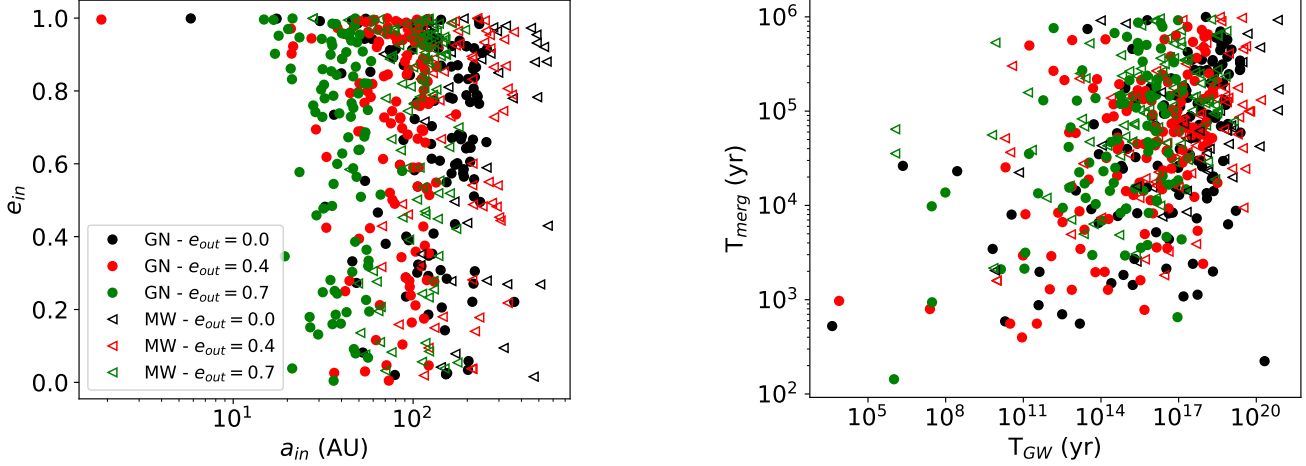 1.0
0.8
0.6
0.4
0.2
0.0
e_in
GN - e_out = 0.0
GN - e_out = 0.4
GN - e_out = 0.7
MW - e_out = 0.0
MW - e_out = 0.4
MW - e_out = 0.7
10^1
10^2
a_in (AU)
10^6
10^5
10^4
10^3
10^2
T_merg (yr)
10^5
10^8
10^11
10^14
10^17
10^20
T_GW (yr)